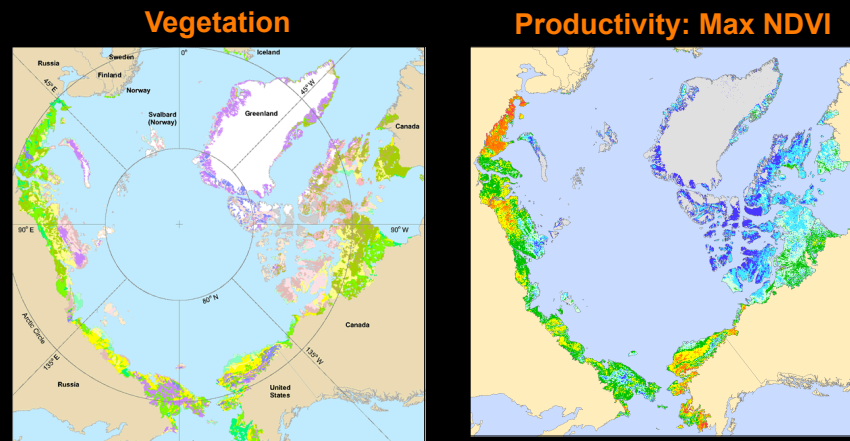 Vegetation
Productivity: Max NDVI
Sweden
Russia
Finland
Norway
0°
Iceland
45° E
45° W
Svalbard
(Norway)
Greenland
Canada
90° E
90° W
80° N
Canada
Arctic Circle
135° E
135° W
Russia
United
States